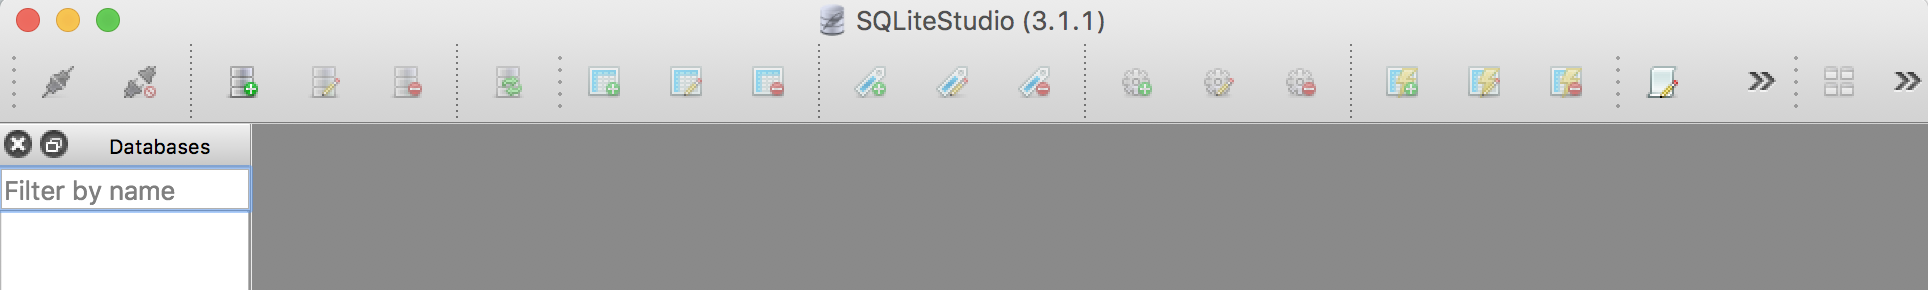 SQLiteStudio (3.1.1)
Databases
Filter by name